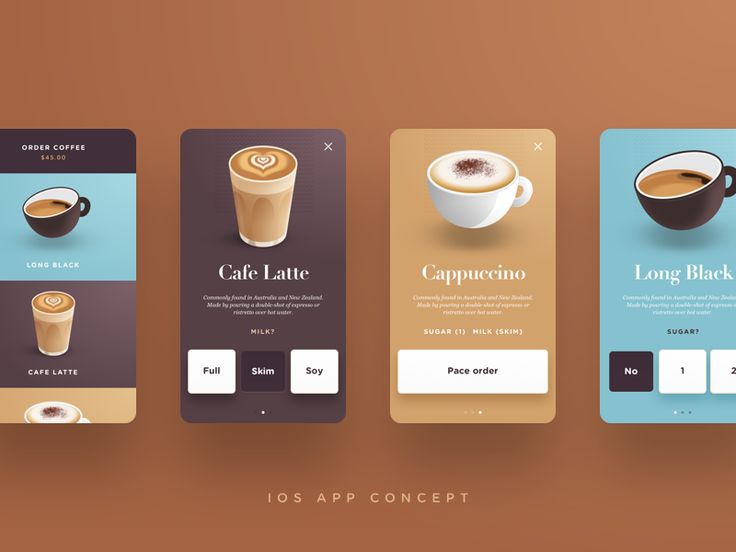 ORDER COFFEE
$45.00
LONG BLACK
CAFE LATTE
Cafe Latte
Commonly found in Australia and New Zealand.
Made by pouring a double-shot of espresso or
ristretto over hot water.
MILK?
Full
Skim
Soy
Cappuccino
Commonly found in Australia and New Zealand.
Made by pouring a double-shot of espresso or
ristretto over hot water.
SUGAR (1) MILK (SKIM)
Pace order
Long Black
Commonly found in Australia and New Zealand.
Made by pouring a double-shot of espresso or
ristretto over hot water.
SUGAR?
No
1
2
IOS APP CONCEPT